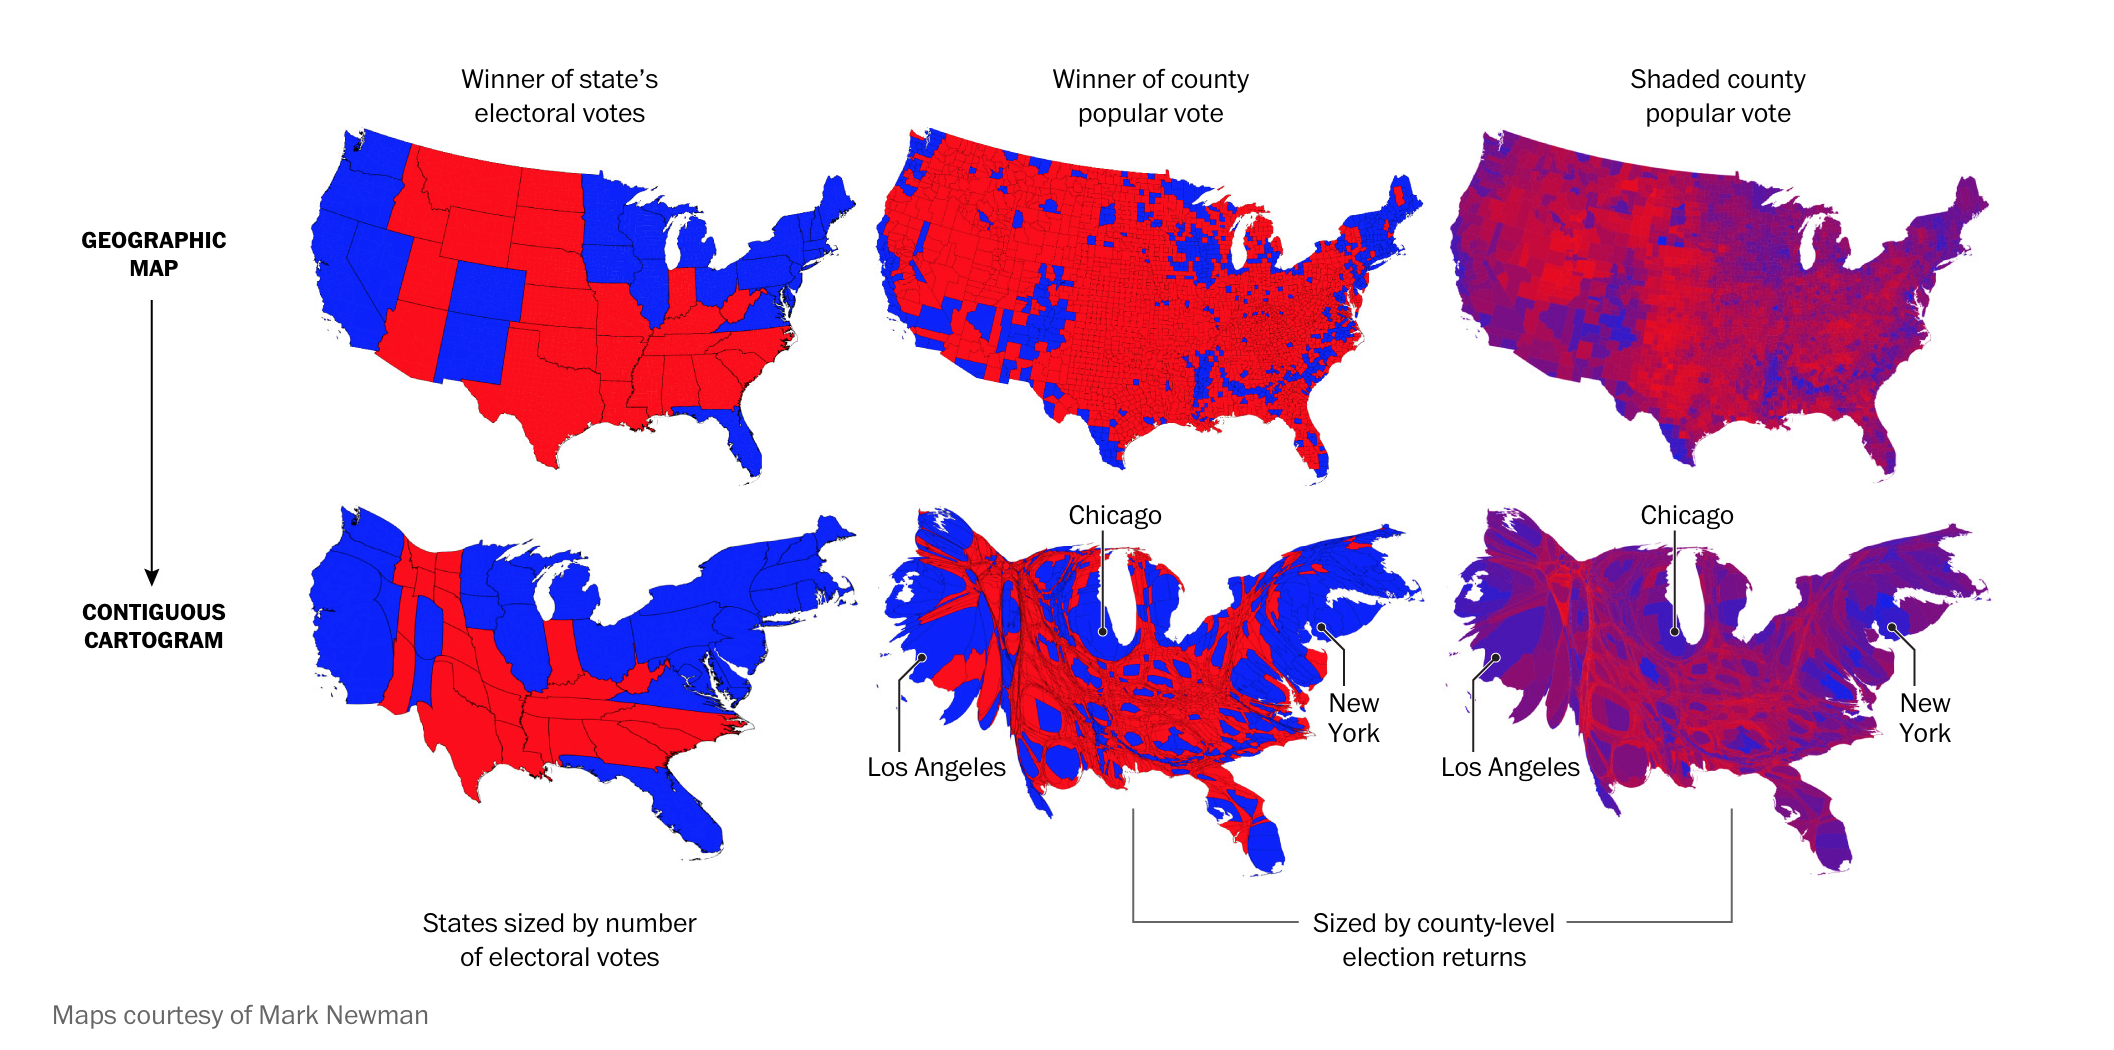 Winner of state’s
electoral votes
Winner of county
popular vote
Shaded county
popular vote
GEOGRAPHIC
MAP
CONTIGUOUS
CARTOGRAM
Chicago
Chicago
New
York
New
York
Los Angeles
Los Angeles
States sized by number
of electoral votes
Sized by county-level
election returns
Maps courtesy of Mark Newman